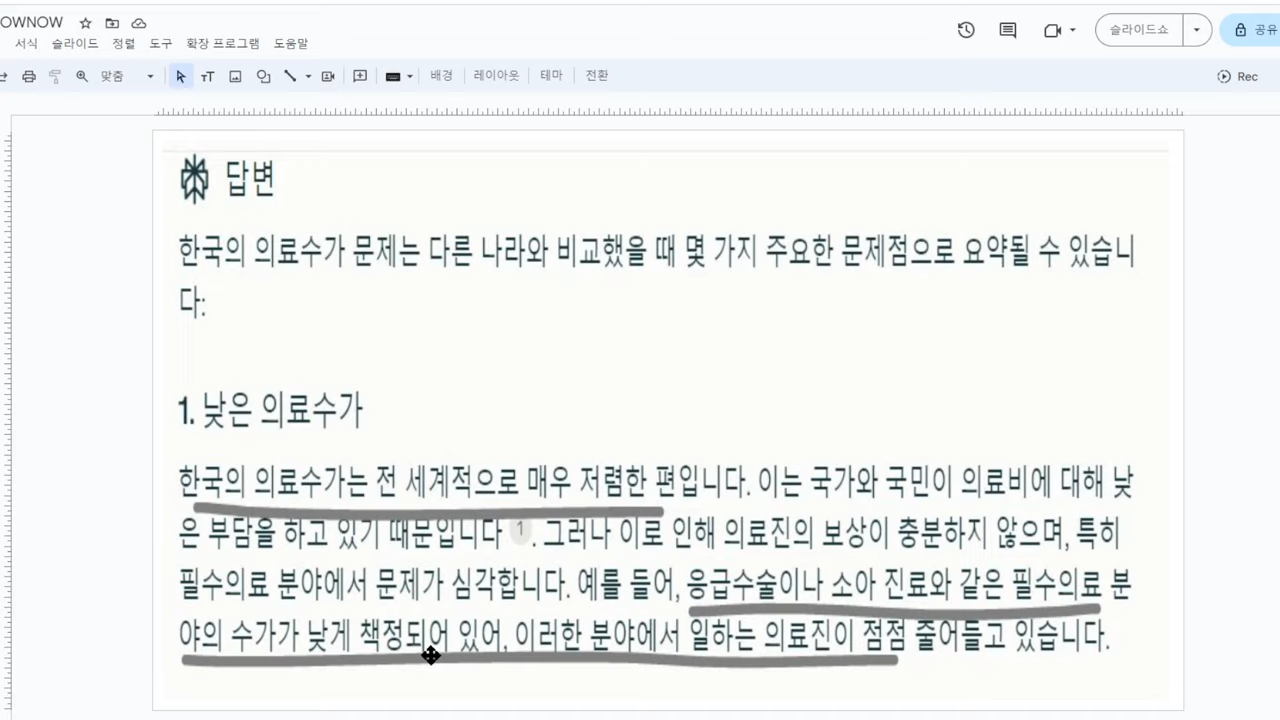 OWNOW
서식 슬라이드 정렬 도구 확장 프로그램 도움말
슬라이드쇼
공유
맞춤
배경 레이아웃 테마 전환
Rec
답변
한국의 의료수가 문제는 다른 나라와 비교했을 때 몇 가지 주요한 문제점으로 요약될 수 있습니
다:
1. 낮은 의료수가
한국의 의료수가는 전 세계적으로 매우 저렴한 편입니다. 이는 국가와 국민이 의료비에 대해 낮
은 부담을 하고 있기 때문입니다 1. 그러나 이로 인해 의료진의 보상이 충분하지 않으며, 특히
필수의료 분야에서 문제가 심각합니다. 예를 들어, 응급수술이나 소아 진료와 같은 필수의료 분
야의 수가가 낮게 책정되어 있어, 이러한 분야에서 일하는 의료진이 점점 줄어들고 있습니다.